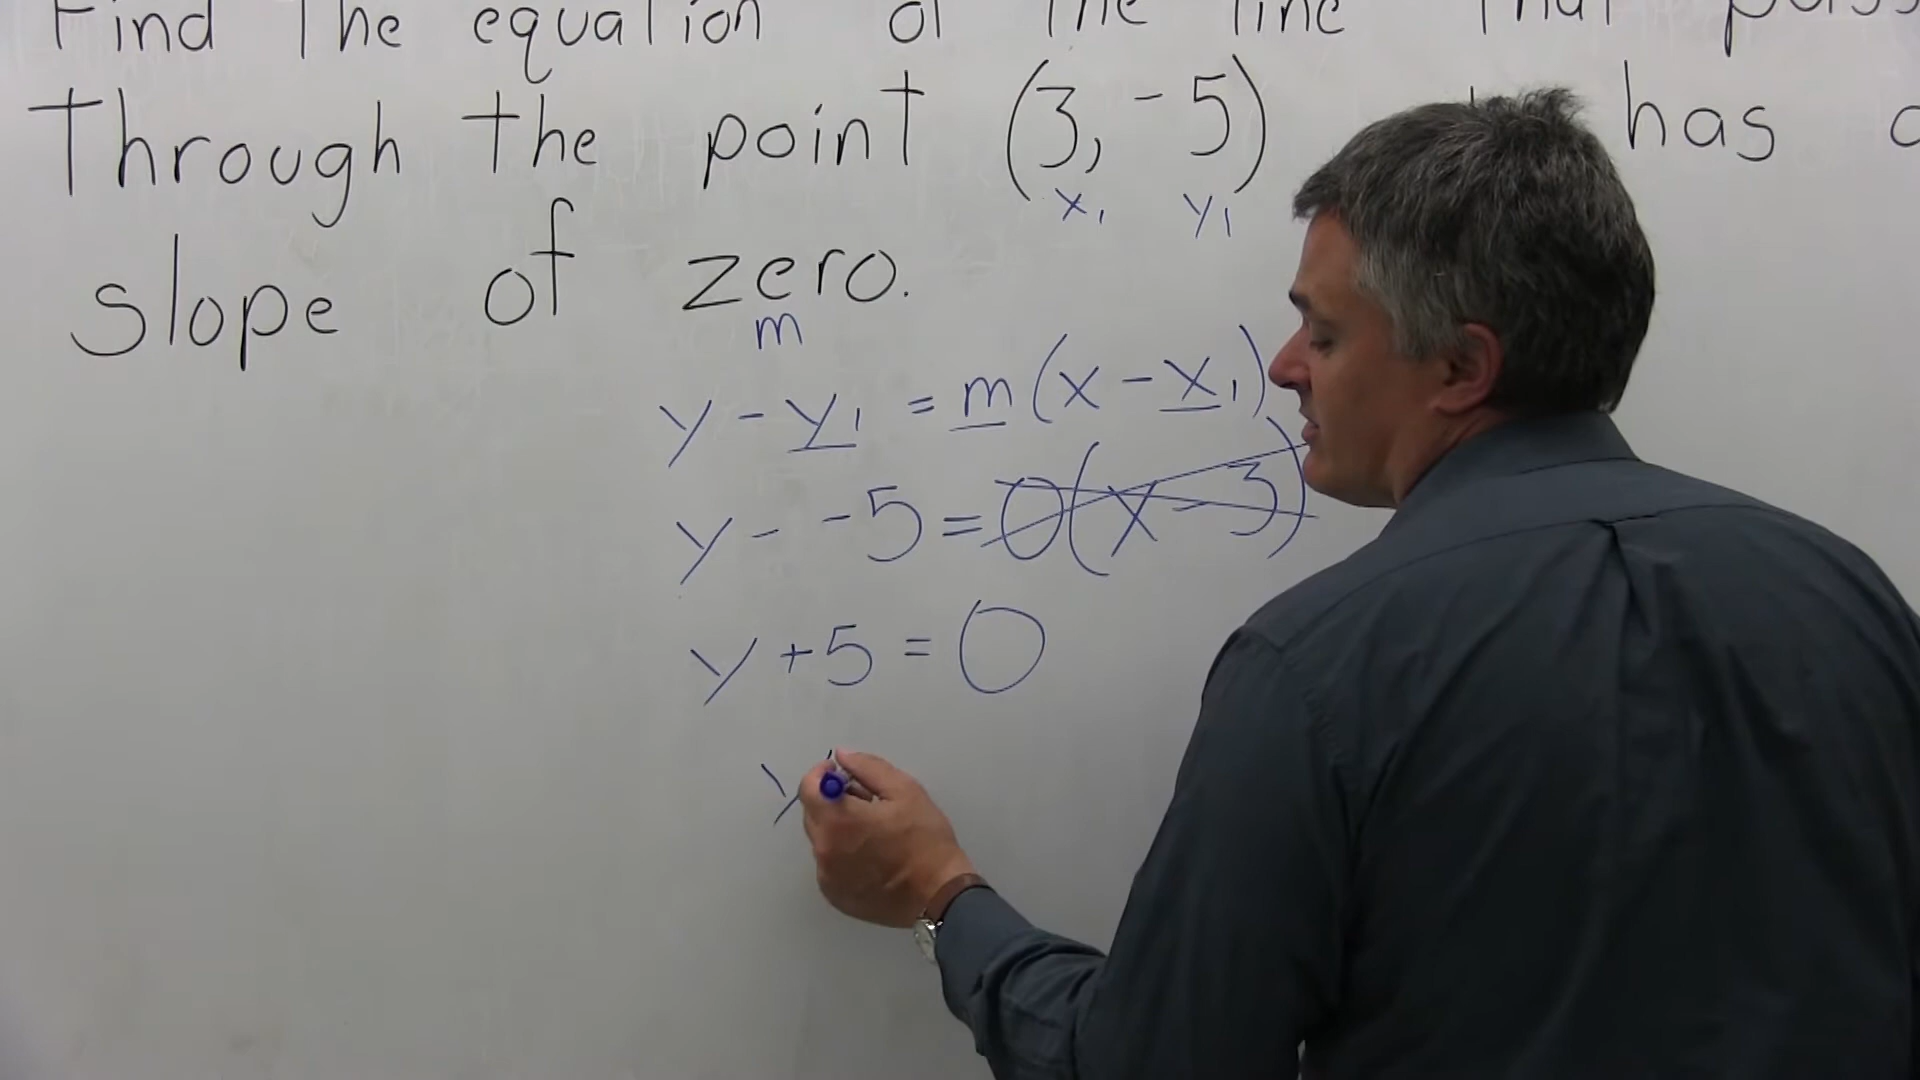 Find the equation of the line that pass
through the point (3, -5) has a
x₁ y₁
slope of zero.
m
y - y₁ = m(x - x₁)
y - -5 = 0(x - 3)
y + 5 = 0
y